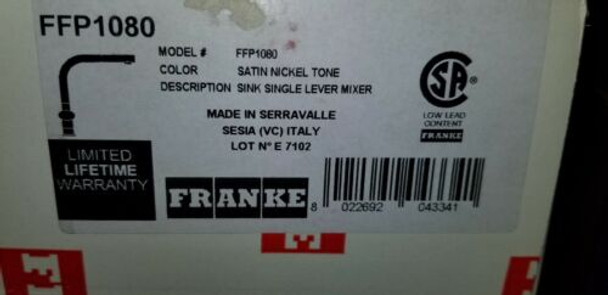 FFP1080
MODEL # FFP1080
COLOR SATIN NICKEL TONE
DESCRIPTION SINK SINGLE LEVER MIXER
MADE IN SERRAVALLE
SESIA (VC) ITALY
LOT N° E 7102
CSA®
LOW LEAD
CONTENT
FRANKE
LIMITED
LIFETIME
WARRANTY
FRANKE
8 022692 043341